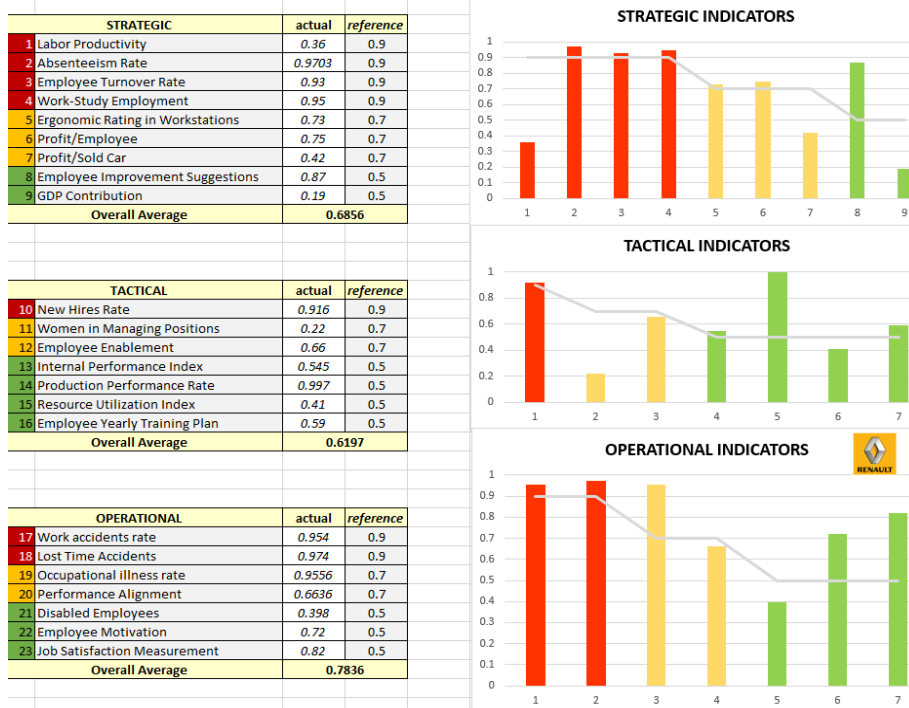 STRATEGIC actual reference
1 Labor Productivity 0.36 0.9
2 Absenteeism Rate 0.9703 0.9
3 Employee Turnover Rate 0.93 0.9
4 Work-Study Employment 0.95 0.9
5 Ergonomic Rating in Workstations 0.73 0.7
6 Profit/Employee 0.75 0.7
7 Profit/Sold Car 0.42 0.7
8 Employee Improvement Suggestions 0.87 0.5
9 GDP Contribution 0.19 0.5
Overall Average 0.6856
STRATEGIC INDICATORS
1
0.9
0.8
0.7
0.6
0.5
0.4
0.3
0.2
0.1
0
1 2 3 4 5 6 7 8 9
TACTICAL actual reference
10 New Hires Rate 0.916 0.9
11 Women in Managing Positions 0.22 0.7
12 Employee Enablement 0.66 0.7
13 Internal Performance Index 0.545 0.5
14 Production Performance Rate 0.997 0.5
15 Resource Utilization Index 0.41 0.5
16 Employee Yearly Training Plan 0.59 0.5
Overall Average 0.6197
TACTICAL INDICATORS
1
0.8
0.6
0.4
0.2
0
1 2 3 4 5 6 7
OPERATIONAL actual reference
17 Work accidents rate 0.954 0.9
18 Lost Time Accidents 0.974 0.9
19 Occupational illness rate 0.9556 0.7
20 Performance Alignment 0.6636 0.7
21 Disabled Employees 0.398 0.5
22 Employee Motivation 0.72 0.5
23 Job Satisfaction Measurement 0.82 0.5
Overall Average 0.7836
OPERATIONAL INDICATORS
RENAULT
1
0.9
0.8
0.7
0.6
0.5
0.4
0.3
0.2
0.1
0
1 2 3 4 5 6 7